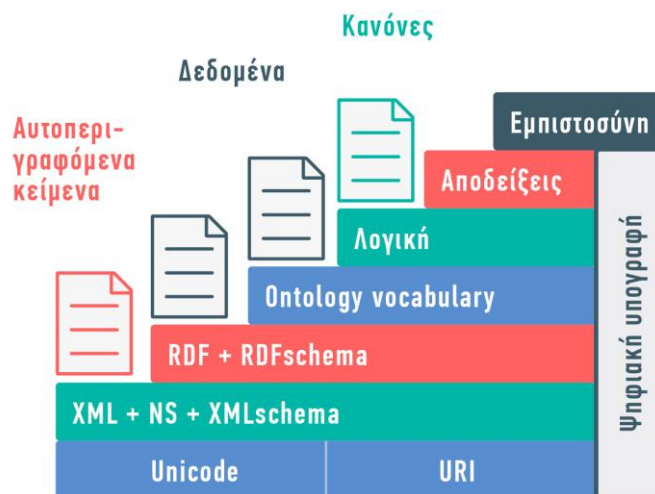 Κανόνες
Δεδομένα
Αυτοπερι-
γραφόμενα
κείμενα
Εμπιστοσύνη
Αποδείξεις
Λογική
Ontology vocabulary
RDF + RDFschema
XML + NS + XMLschema
Unicode
URI
Ψηφιακή υπογραφή